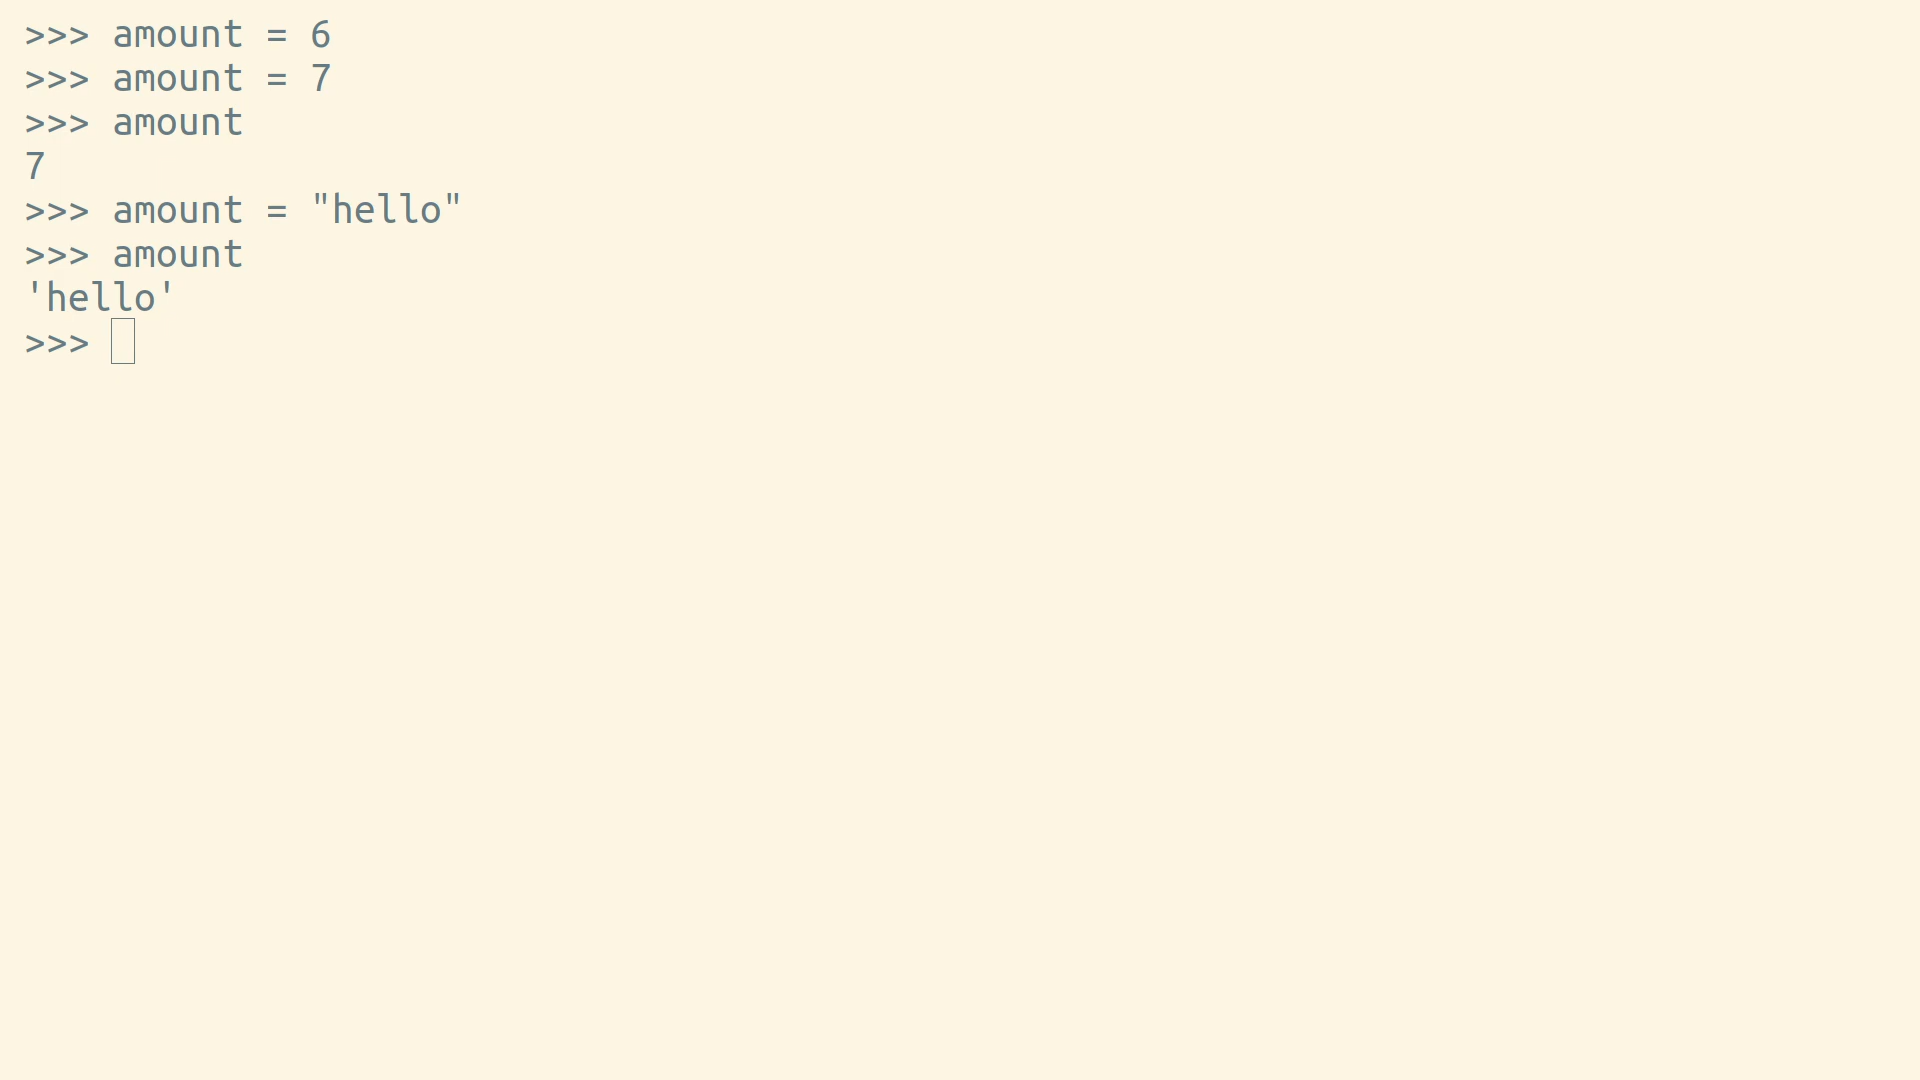 >>> amount = 6
>>> amount = 7
>>> amount
7
>>> amount = "hello"
>>> amount
'hello'
>>>